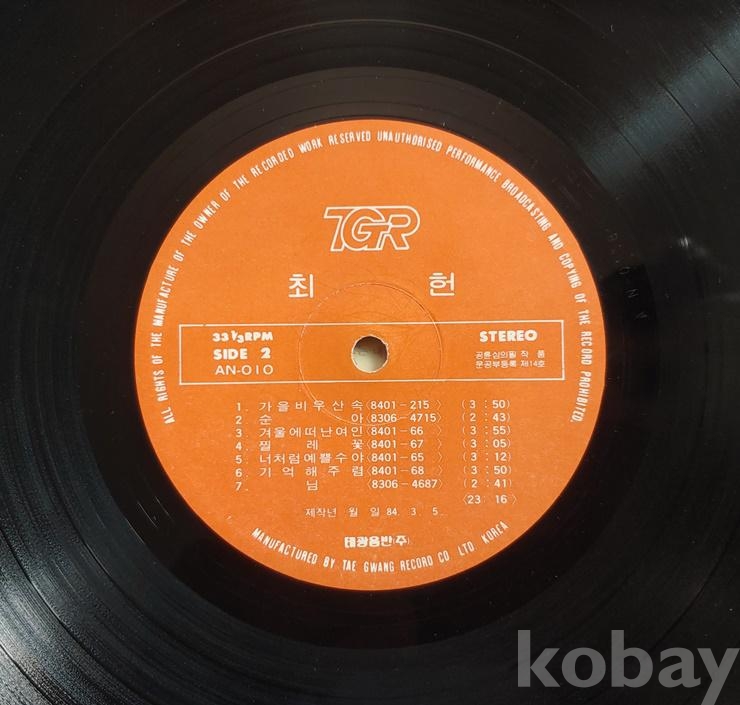 ALL RIGHTS OF THE MANUFACTURE OF THE OWNER OF THE RECORDED WORK RESERVED UNAUTHORISED PERFORMANCE BROADCASTING AND COPYING OF THE RECORD PROHIBITED.
TGR
최 헌
33 1/3 RPM STEREO
SIDE 2 공륜심의필 작품
AN-010 문공부등록 제14호
1. 가을비우산속〈8401-215〉 (3:50)
2. 순 아〈8306-4715〉 (2:43)
3. 겨울에떠난여인〈8401-66〉 (3:55)
4. 찔 레 꽃〈8401-67〉 (3:05)
5. 너처럼예쁠수야〈8401-65〉 (3:12)
6. 기억해주렴〈8401-68〉 (3:50)
7. 님 〈8306-4687〉 (2:41)
〈23:16〉
제작년 월 일 84. 3. 5.
태광음반(주)
MANUFACTURED BY TAE GWANG RECORD CO LTD KOREA
kobay